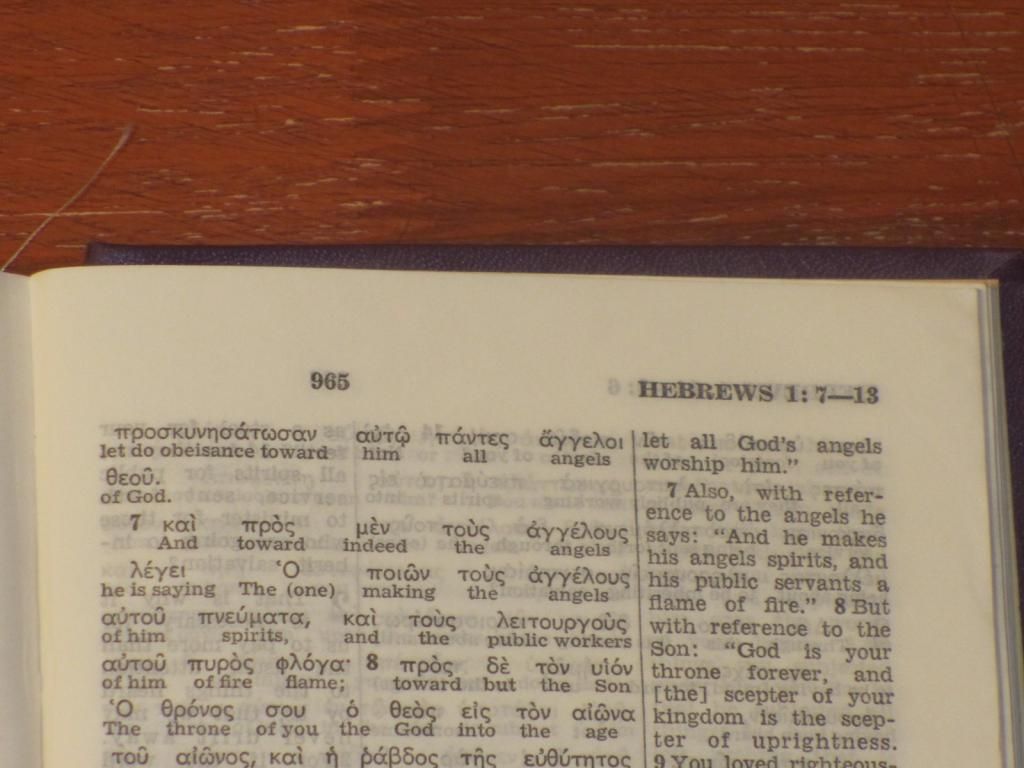 965
HEBREWS 1:7—13
προσκυνησάτωσαν αὐτῷ πάντες ἄγγελοι
let do obeisance toward him all angels
θεοῦ.
of God.
7 καὶ πρὸς μὲν τοὺς ἀγγέλους
And toward indeed the angels
λέγει Ὁ ποιῶν τοὺς ἀγγέλους
he is saying The (one) making the angels
αὐτοῦ πνεύματα, καὶ τοὺς λειτουργοὺς
of him spirits, and the public workers
αὐτοῦ πυρὸς φλόγα· 8 πρὸς δὲ τὸν υἱόν
of him of fire flame; toward but the Son
Ὁ θρόνος σου ὁ θεὸς εἰς τὸν αἰῶνα
The throne of you the God into the age
τοῦ αἰῶνος, καὶ ἡ ῥάβδος τῆς εὐθύτητος
let all God's angels
worship him."
7 Also, with refer-
ence to the angels he
says: "And he makes
his angels spirits, and
his public servants a
flame of fire." 8 But
with reference to the
Son: "God is your
throne forever, and
[the] scepter of your
kingdom is the scep-
ter of uprightness.
9 You loved righteous-